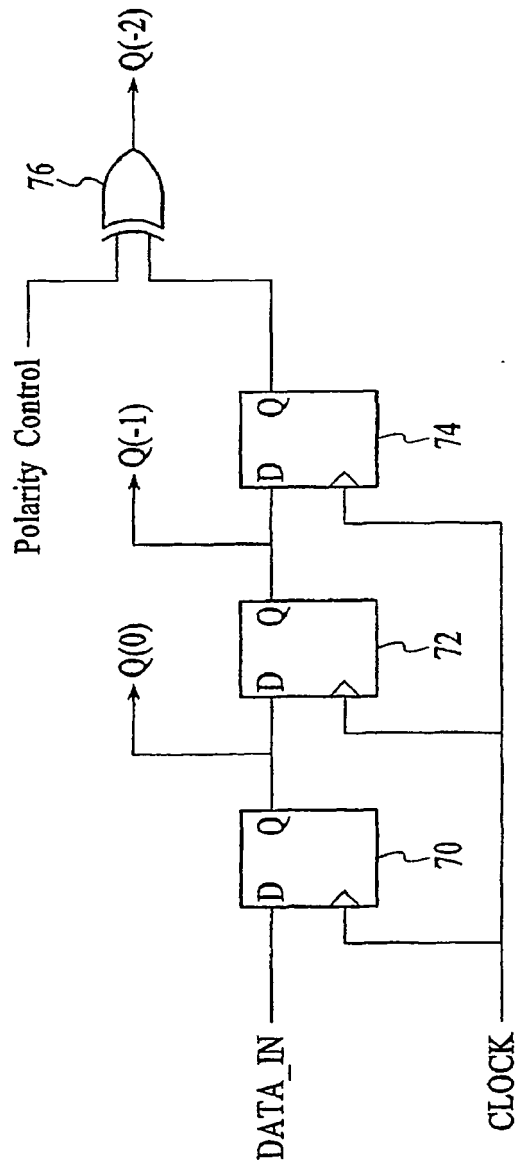 Polarity Control
76
Q(-2)
Q(0)
Q(-1)
DATA_IN
D Q
D Q
D Q
70
72
74
CLOCK